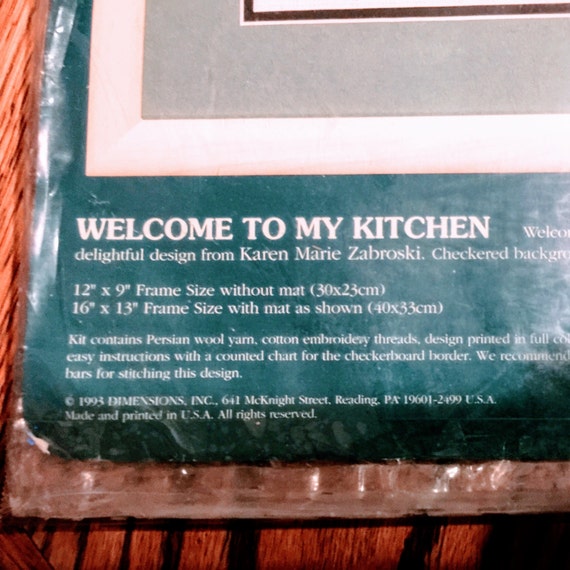 WELCOME TO MY KITCHEN Welcom
delightful design from Karen Marie Zabroski. Checkered backgro
12" x 9" Frame Size without mat (30x23cm)
16" x 13" Frame Size with mat as shown (40x33cm)
Kit contains Persian wool yarn, cotton embroidery threads, design printed in full col
easy instructions with a counted chart for the checkerboard border. We recommend
bars for stitching this design.
© 1993 DIMENSIONS, INC., 641 McKnight Street, Reading, PA 19601-2499 U.S.A.
Made and printed in U.S.A. All rights reserved.